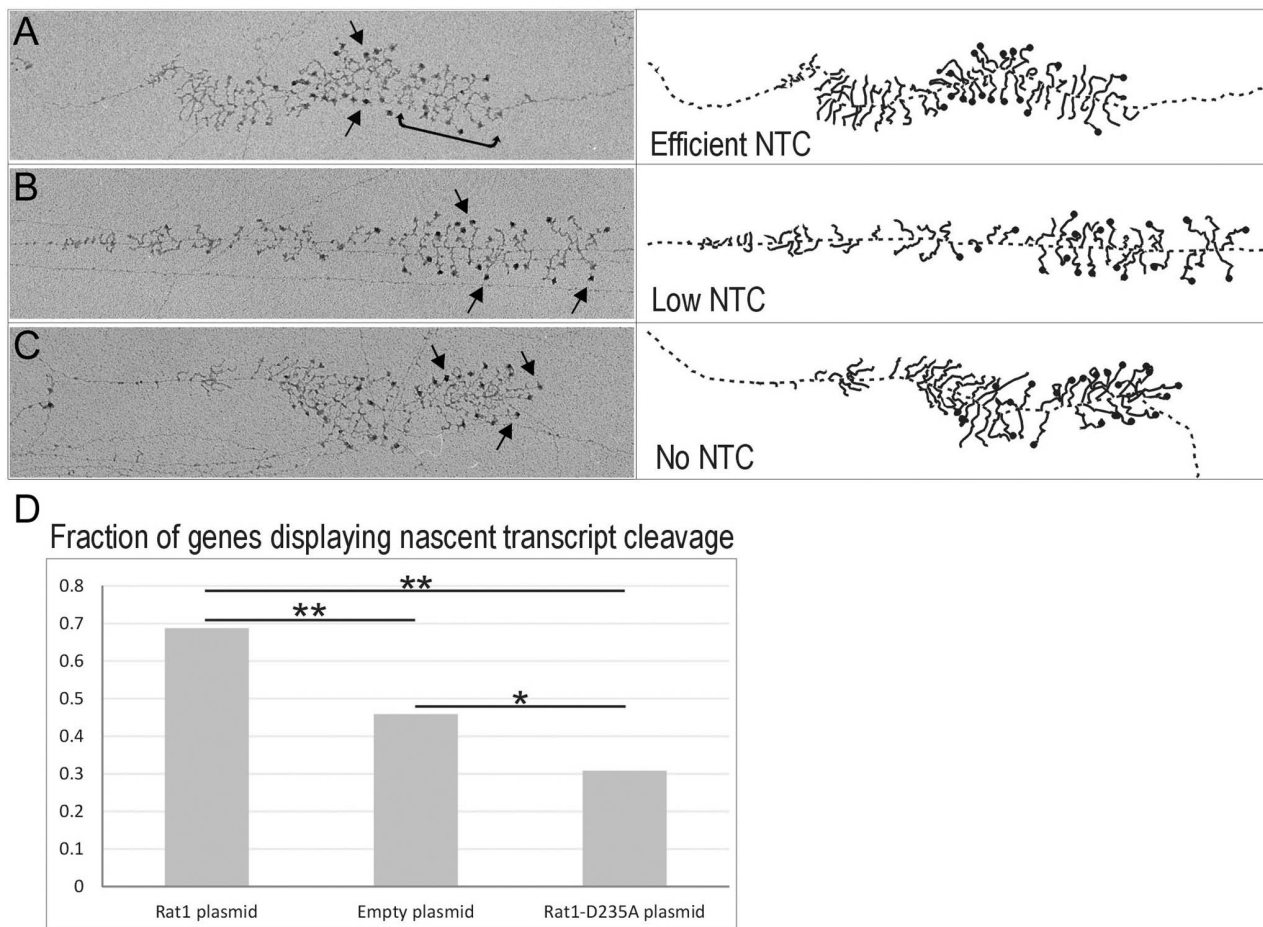 A
Efficient NTC
B
Low NTC
C
No NTC
D
Fraction of genes displaying nascent transcript cleavage
0.8
0.7
0.6
0.5
0.4
0.3
0.2
0.1
0
**
**
*
Rat1 plasmid
Empty plasmid
Rat1-D235A plasmid